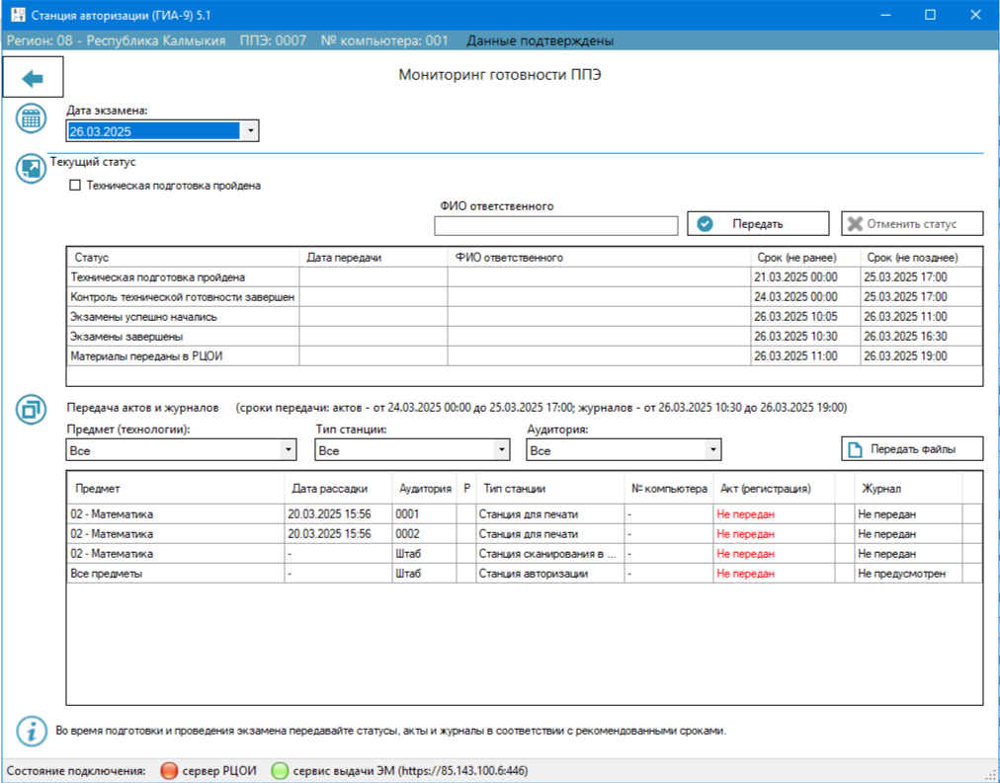 Станция авторизации (ГИА-9) 5.1
Регион: 08 - Республика Калмыкия ППЭ: 0007 № компьютера: 001 Данные подтверждены
Мониторинг готовности ППЭ
Дата экзамена:
26.03.2025
Текущий статус
Техническая подготовка пройдена
ФИО ответственного
Передать Отменить статус
Статус Дата передачи ФИО ответственного Срок (не ранее) Срок (не позднее)
Техническая подготовка пройдена 21.03.2025 00:00 25.03.2025 17:00
Контроль технической готовности завершен 24.03.2025 00:00 25.03.2025 17:00
Экзамены успешно начались 26.03.2025 10:05 26.03.2025 11:00
Экзамены завершены 26.03.2025 10:30 26.03.2025 16:30
Материалы переданы в РЦОИ 26.03.2025 11:00 26.03.2025 19:00
Передача актов и журналов (сроки передачи: актов - от 24.03.2025 00:00 до 25.03.2025 17:00; журналов - от 26.03.2025 10:30 до 26.03.2025 19:00)
Предмет (технологии): Тип станции: Аудитория:
Все Все Все Передать файлы
Предмет Дата рассадки Аудитория Р Тип станции № компьютера Акт (регистрация) Журнал
02 - Математика 20.03.2025 15:56 0001 Станция для печати - Не передан Не передан
02 - Математика 20.03.2025 15:56 0002 Станция для печати - Не передан Не передан
02 - Математика - Штаб Станция сканирования в ... - Не передан Не передан
Все предметы - Штаб Станция авторизации - Не передан Не предусмотрен
Во время подготовки и проведения экзамена передавайте статусы, акты и журналы в соответствии с рекомендованными сроками.
Состояние подключения: сервер РЦОИ сервис выдачи ЭМ (https://85.143.100.6:446)